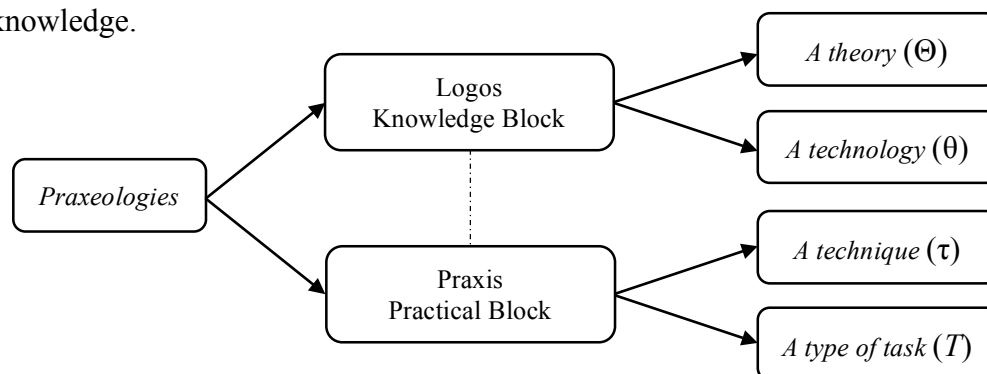 knowledge.
A theory (Θ)
Logos
Knowledge Block
A technology (θ)
Praxeologies
A technique (τ)
Praxis
Practical Block
A type of task (T)